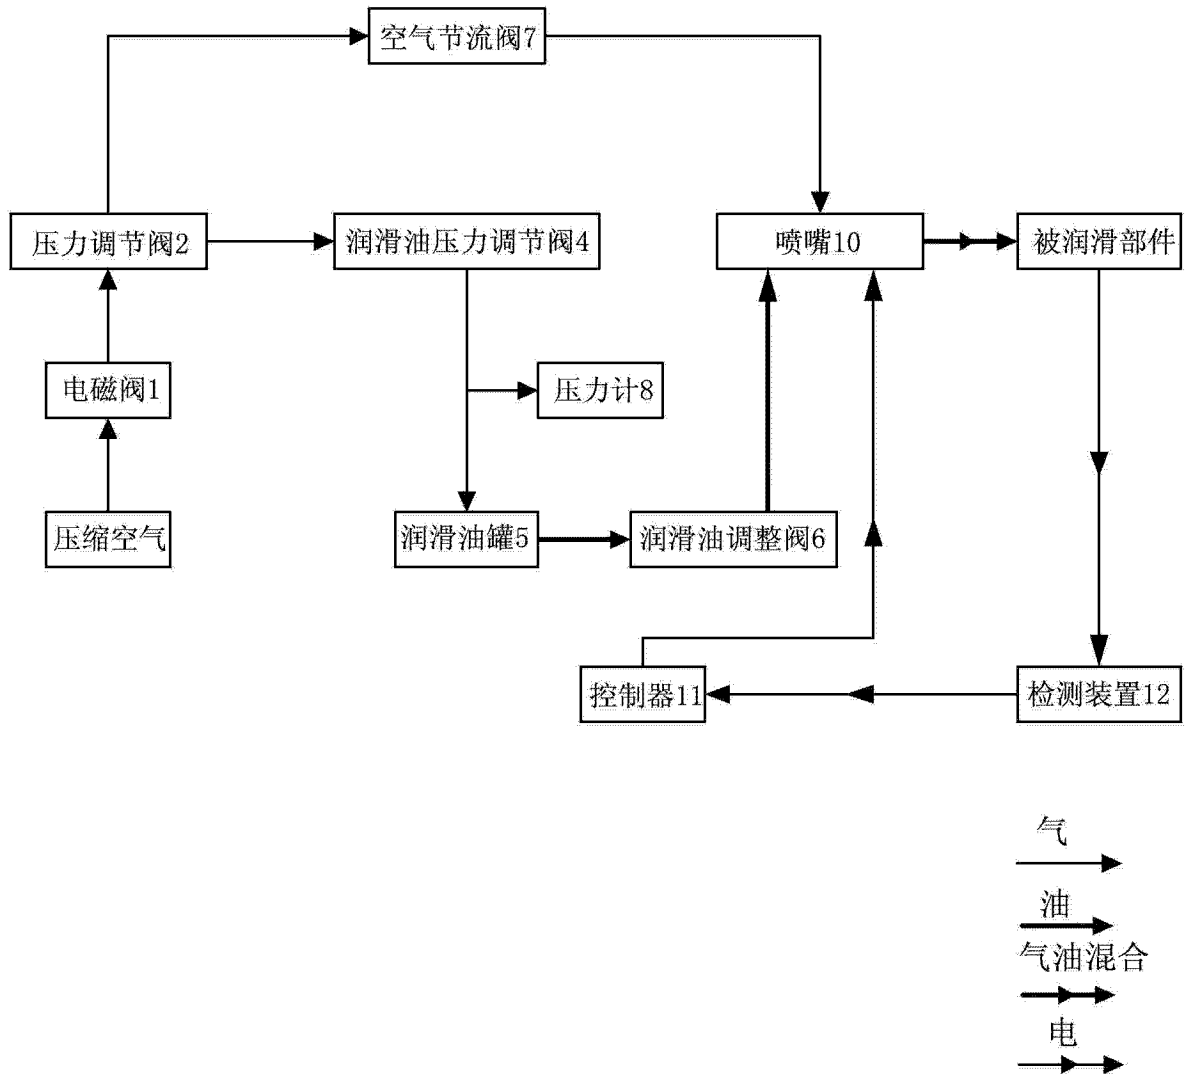 空气节流阀7
压力调节阀2
润滑油压力调节阀4
喷嘴10
被润滑部件
电磁阀1
压力计8
压缩空气
润滑油罐5
润滑油调整阀6
控制器11
检测装置12
气
油
气油混合
电